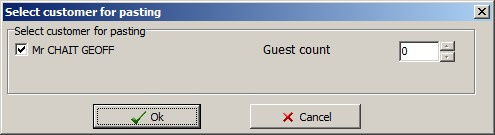 Select customer for pasting
Select customer for pasting
Mr CHAIT GEOFF Guest count 0
Ok Cancel